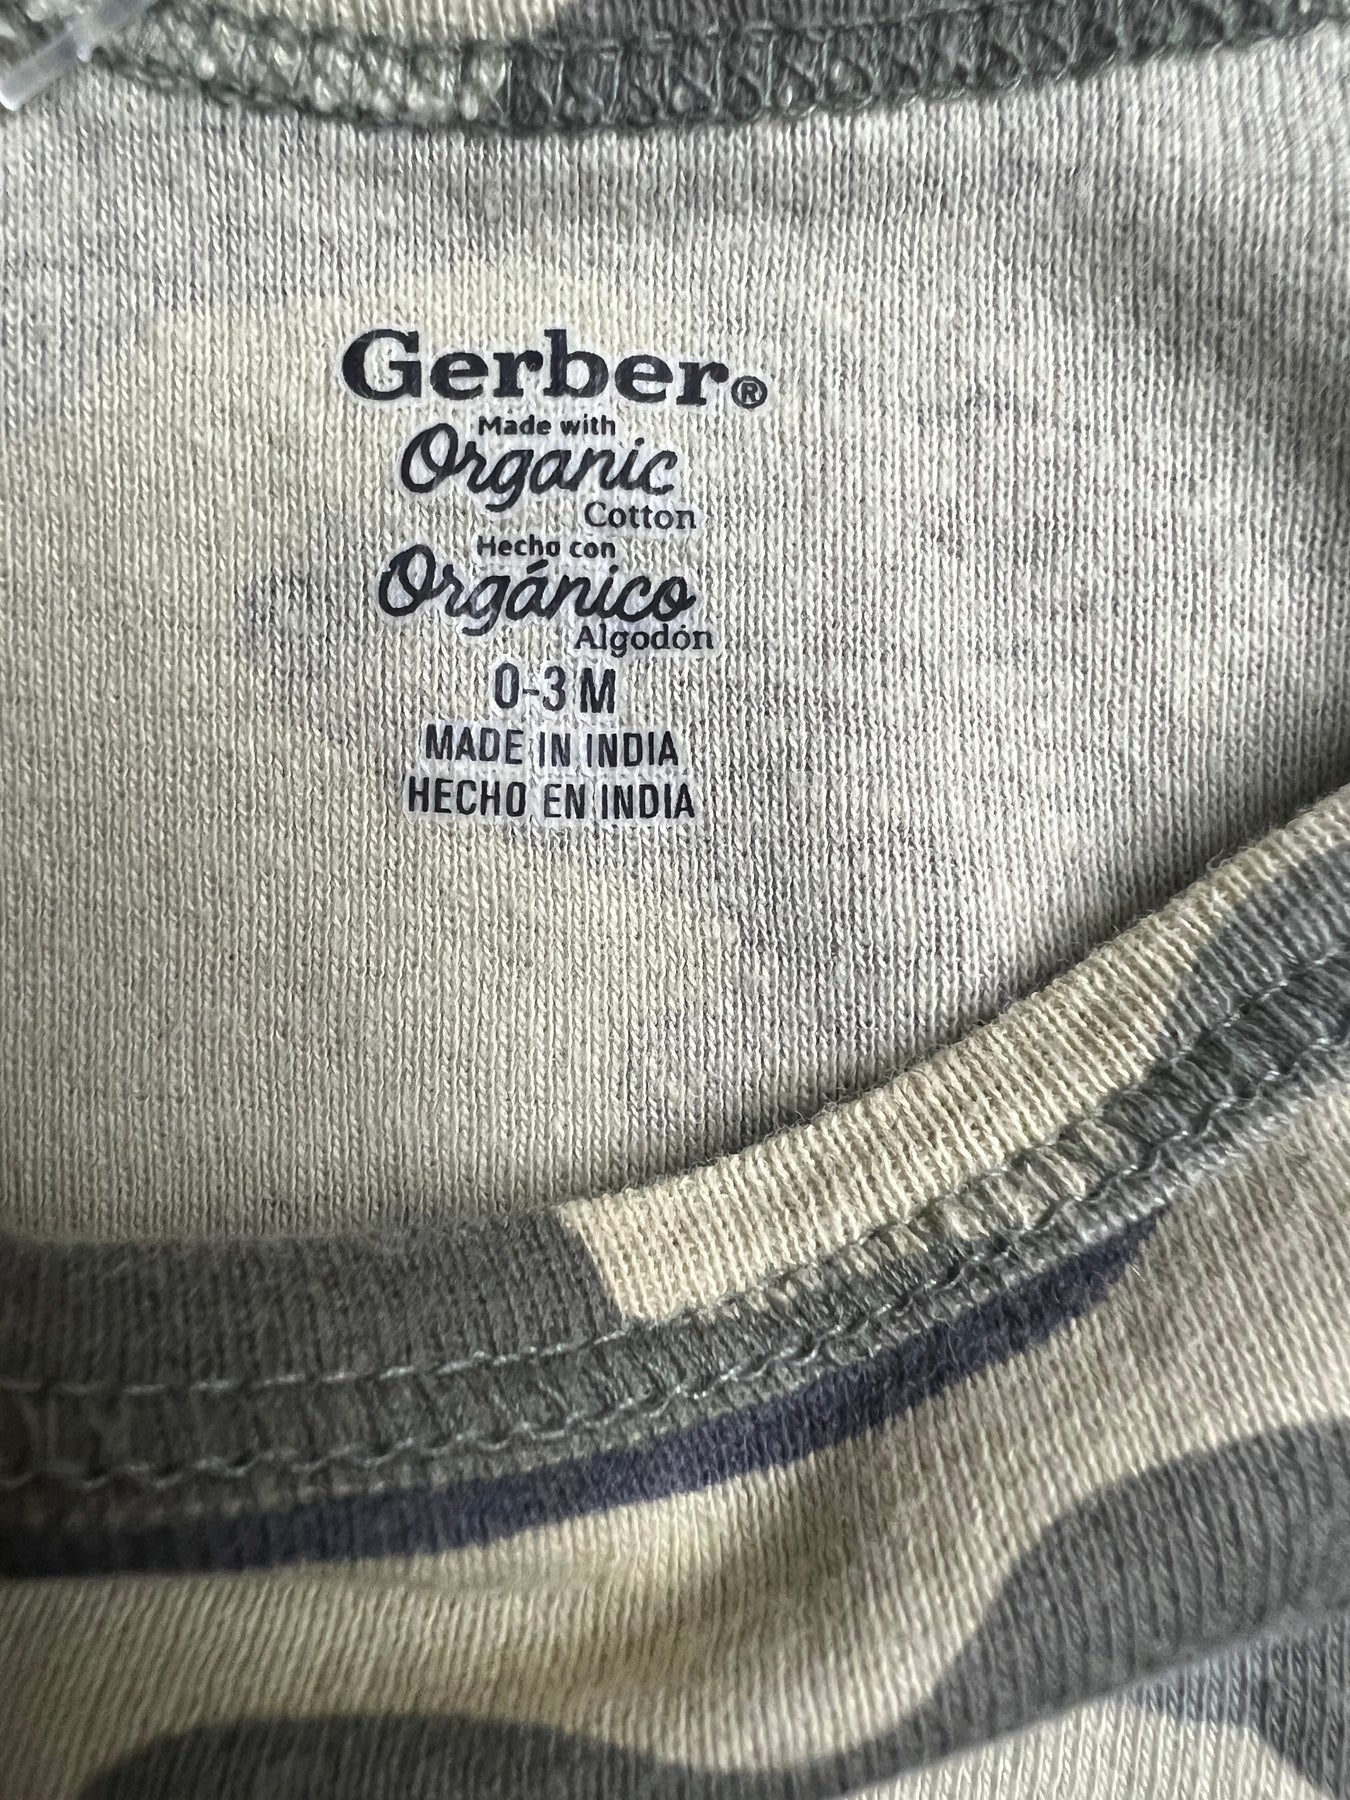 Gerber®
Made with
Organic
Cotton
Hecho con
Orgánico
Algodón
0-3 M
MADE IN INDIA
HECHO EN INDIA